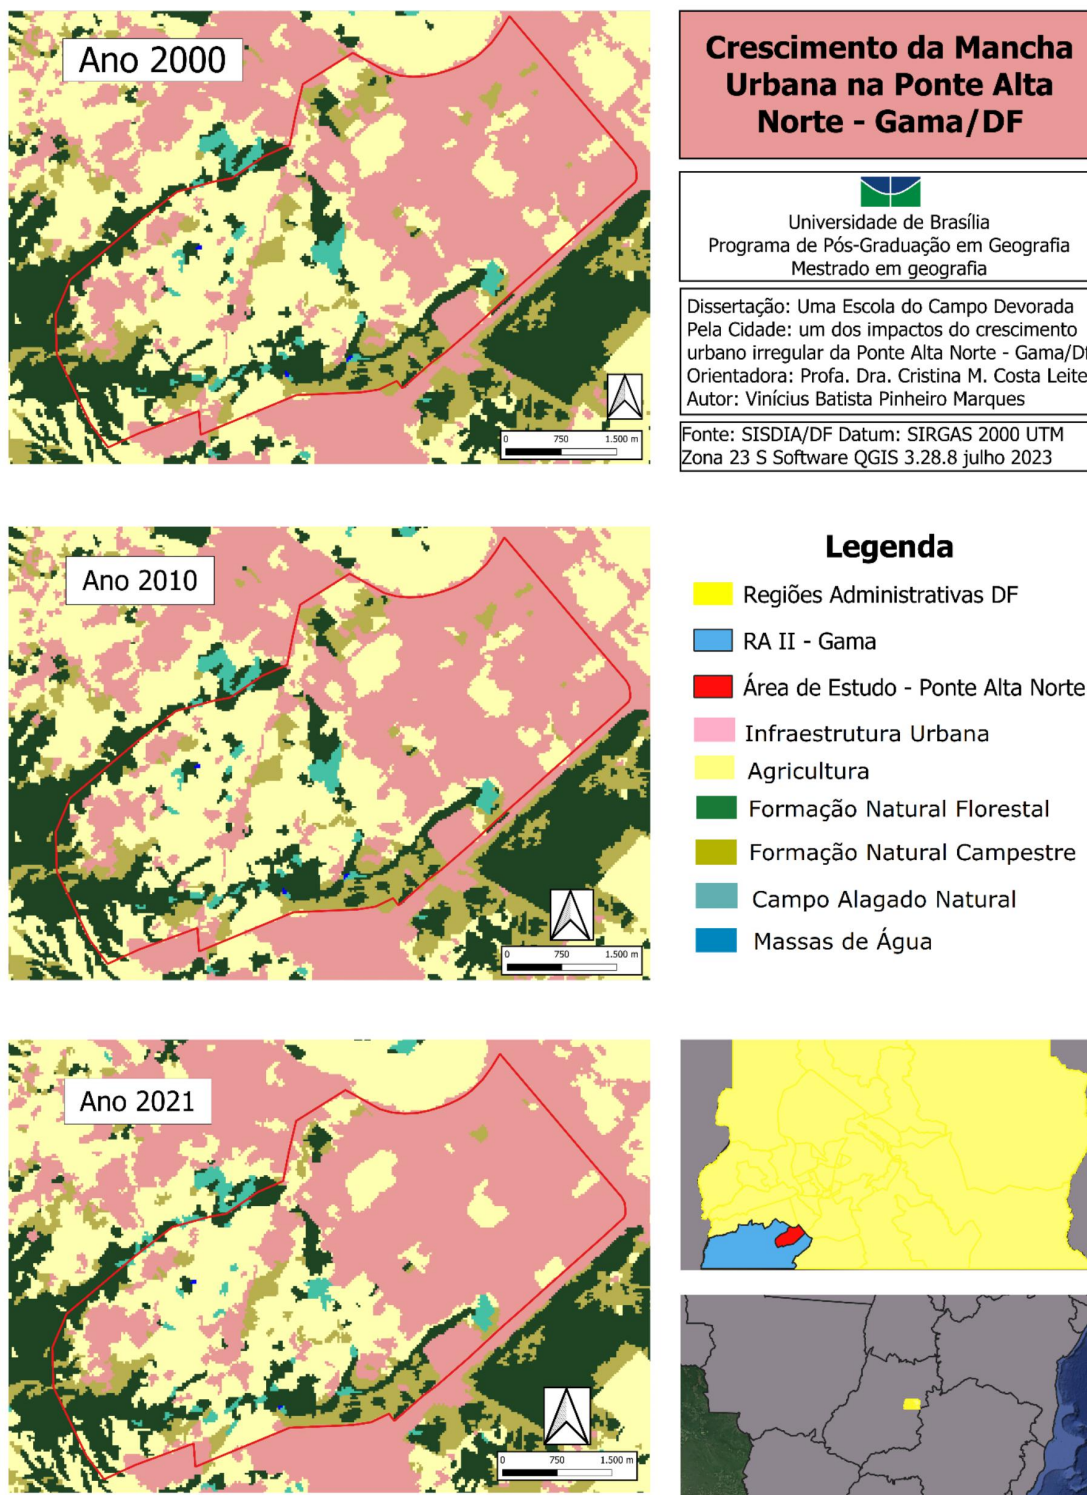 Ano 2000
0 750 1.500 m
Crescimento da Mancha
Urbana na Ponte Alta
Norte - Gama/DF
Universidade de Brasília
Programa de Pós-Graduação em Geografia
Mestrado em geografia
Dissertação: Uma Escola do Campo Devorada
Pela Cidade: um dos impactos do crescimento
urbano irregular da Ponte Alta Norte - Gama/Df
Orientadora: Profa. Dra. Cristina M. Costa Leite
Autor: Vinícius Batista Pinheiro Marques
Fonte: SISDIA/DF Datum: SIRGAS 2000 UTM
Zona 23 S Software QGIS 3.28.8 julho 2023
Ano 2010
0 750 1.500 m
Legenda
Regiões Administrativas DF
RA II - Gama
Área de Estudo - Ponte Alta Norte
Infraestrutura Urbana
Agricultura
Formação Natural Florestal
Formação Natural Campestre
Campo Alagado Natural
Massas de Água
Ano 2021
0 750 1.500 m